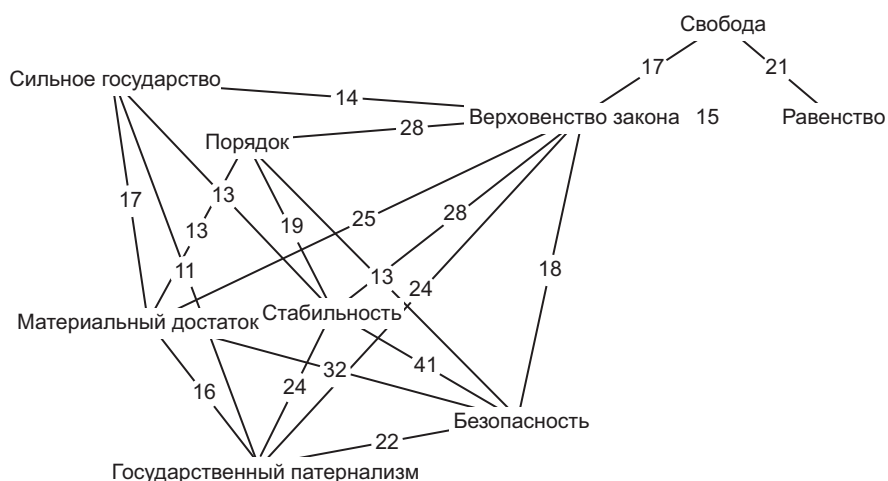 Свобода
17
21
Сильное государство
14
Верховенство закона 15
Равенство
28
Порядок
17
13
13
19
25
28
11
13
24
18
Материальный достаток
Стабильность
32
41
16
24
Безопасность
22
Государственный патернализм